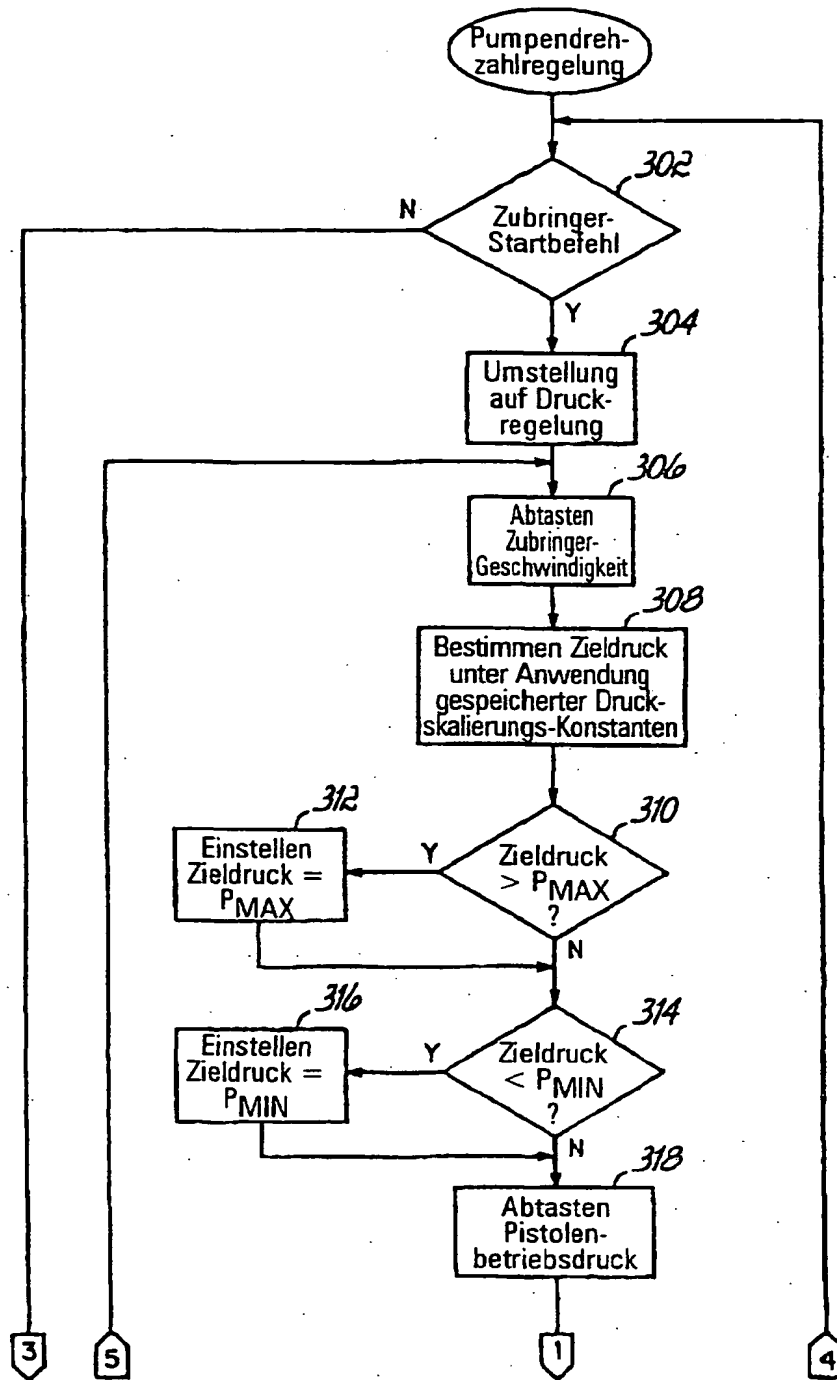 Pumpendreh-
zahlregelung
302
N
Zubringer-
Startbefehl
Y
304
Umstellung
auf Druck-
regelung
306
Abtasten
Zubringer-
Geschwindigkeit
308
Bestimmen Zieldruck
unter Anwendung
gespeicherter Druck-
skalierungs-Konstanten
312
310
Einstellen
Zieldruck =
PMAX
Y
Zieldruck
> PMAX
?
N
316
314
Einstellen
Zieldruck =
PMIN
Y
Zieldruck
< PMIN
?
N
318
Abtasten
Pistolen-
betriebsdruck
3
5
1
4